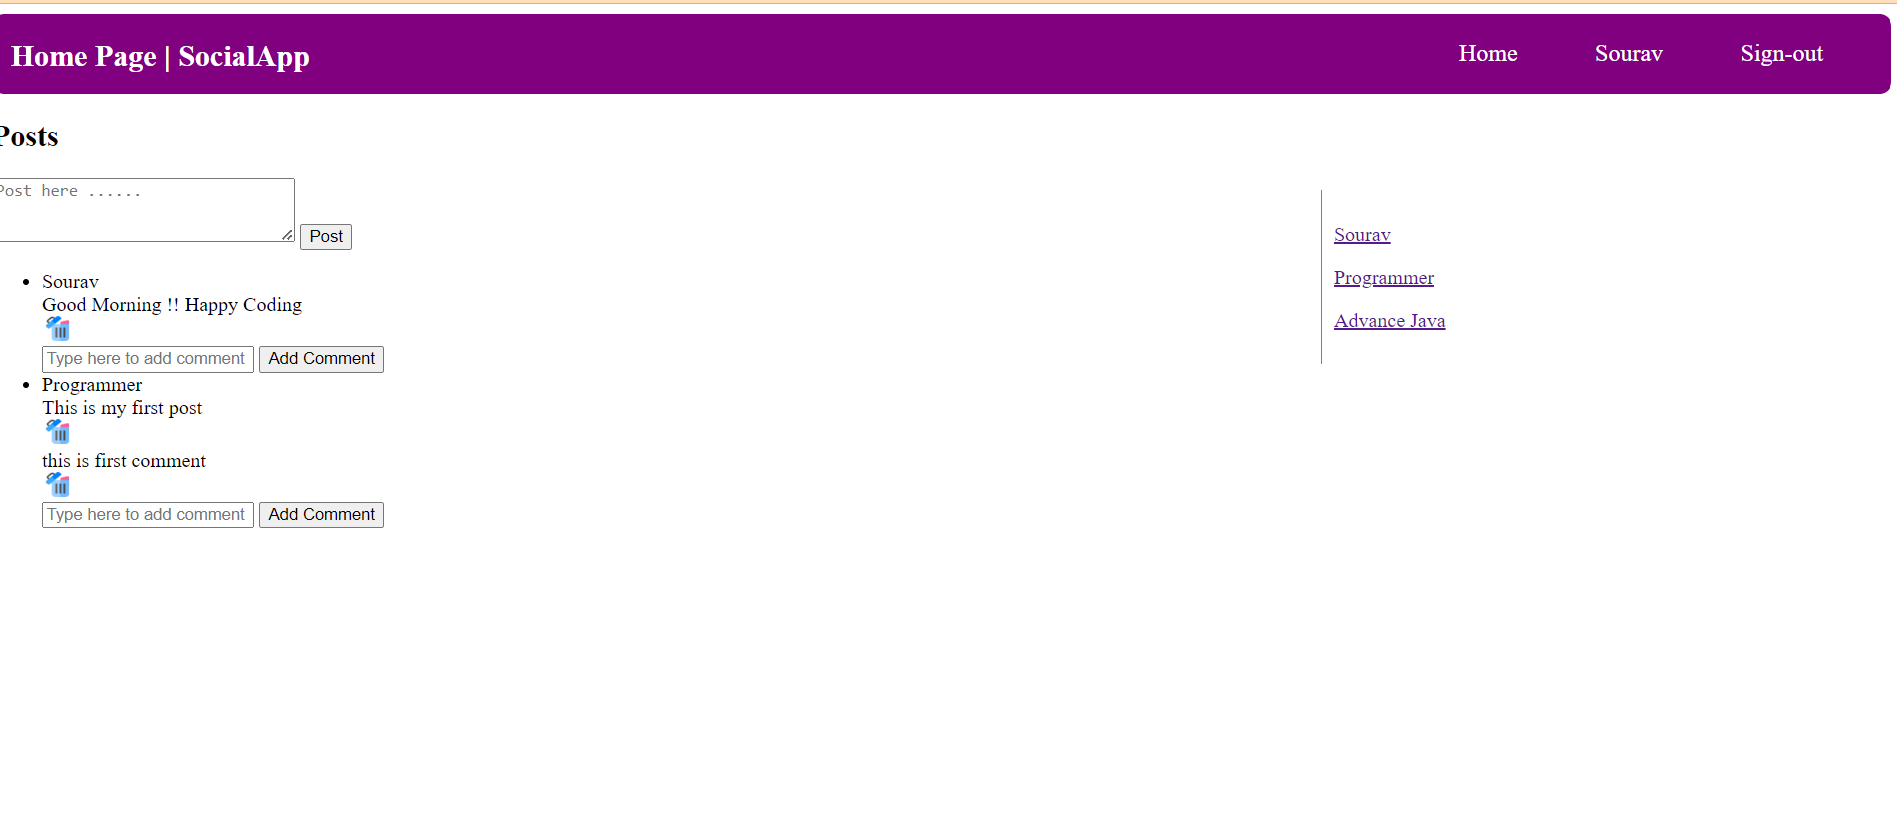 Home Page | SocialApp
Home Sourav Sign-out
Posts
Post here ......
Post
Sourav
Good Morning !! Happy Coding
Type here to add comment Add Comment
Programmer
This is my first post
this is first comment
Type here to add comment Add Comment
Sourav
Programmer
Advance Java